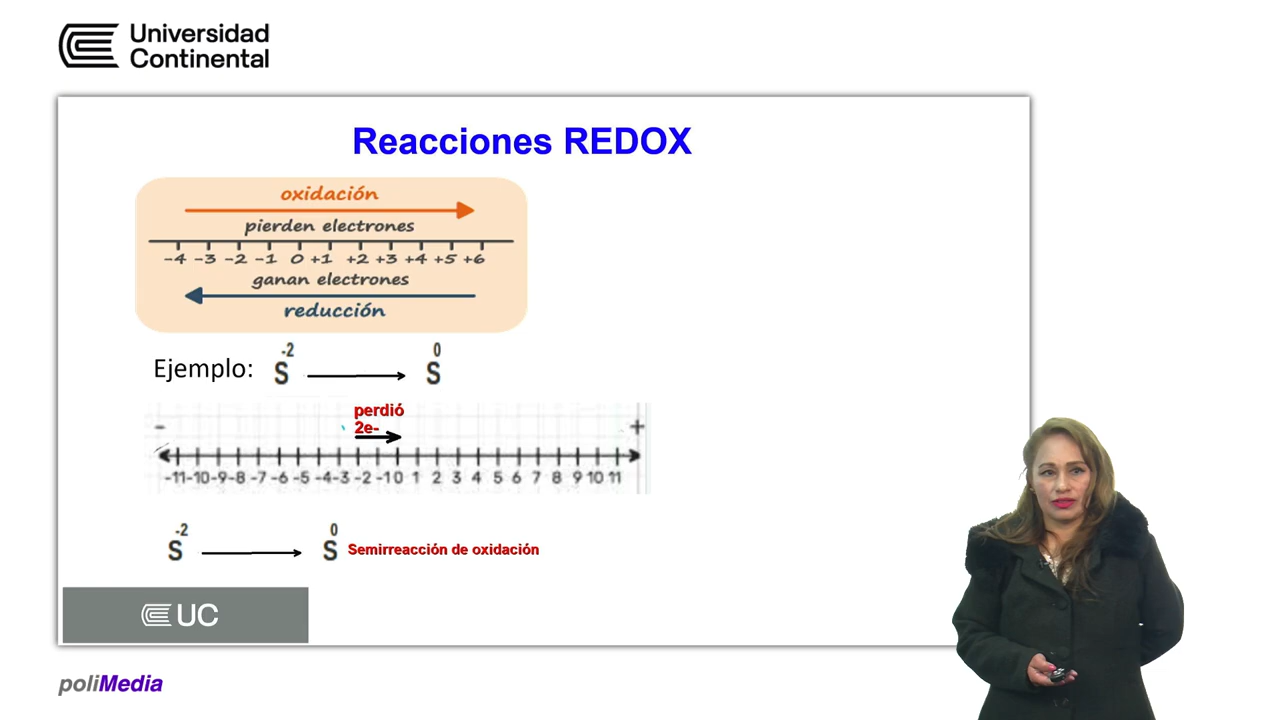 Universidad
Continental
Reacciones REDOX
oxidación
pierden electrones
-4 -3 -2 -1 0 +1 +2 +3 +4 +5 +6
ganan electrones
reducción
Ejemplo: S -2 S 0
perdió
2e-
- +
-11 -10 -9 -8 -7 -6 -5 -4 -3 -2 -1 0 1 2 3 4 5 6 7 8 9 10 11
S -2 S 0 Semirreacción de oxidación
UC
poliMedia